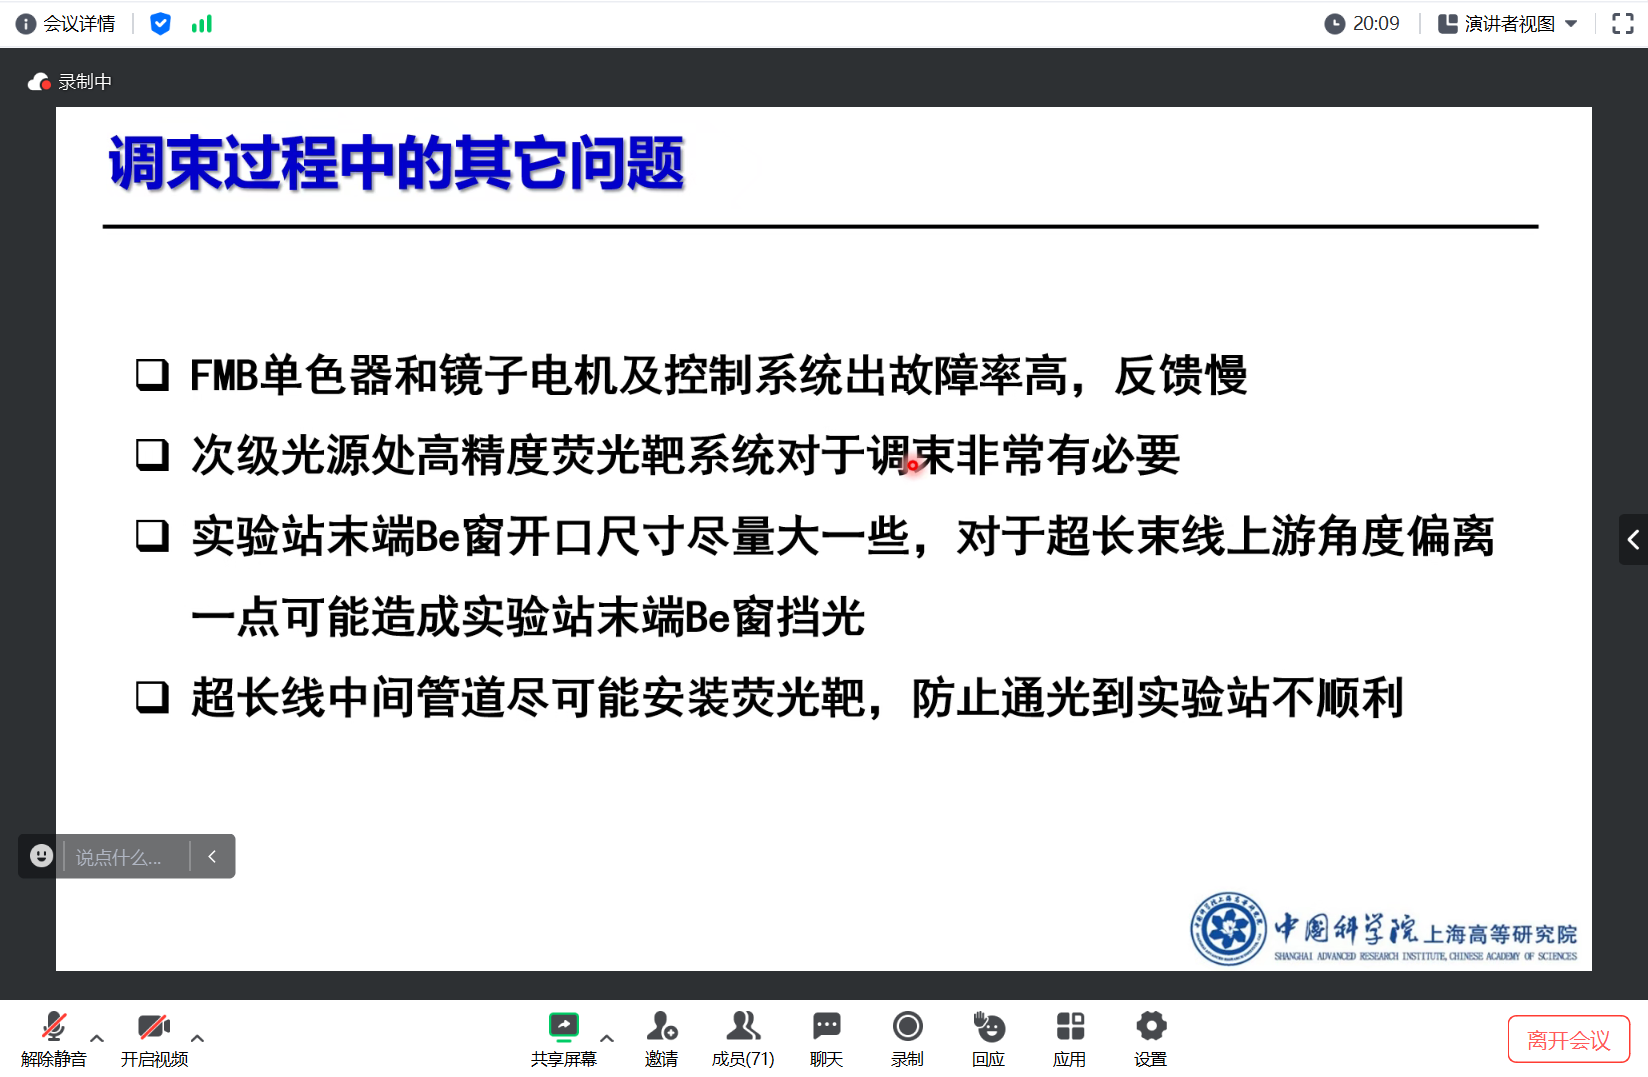 会议详情
20:09
演讲者视图
录制中
调束过程中的其它问题
FMB单色器和镜子电机及控制系统出故障率高，反馈慢
次级光源处高精度荧光靶系统对于调束非常有必要
实验站末端Be窗开口尺寸尽量大一些，对于超长束线上游角度偏离
一点可能造成实验站末端Be窗挡光
超长线中间管道尽可能安装荧光靶，防止通光到实验站不顺利
说点什么...
中国科学院上海高等研究院
SHANGHAI ADVANCED RESEARCH INSTITUTE, CHINESE ACADEMY OF SCIENCES
解除静音
开启视频
共享屏幕
邀请
成员(71)
聊天
录制
回应
应用
设置
离开会议